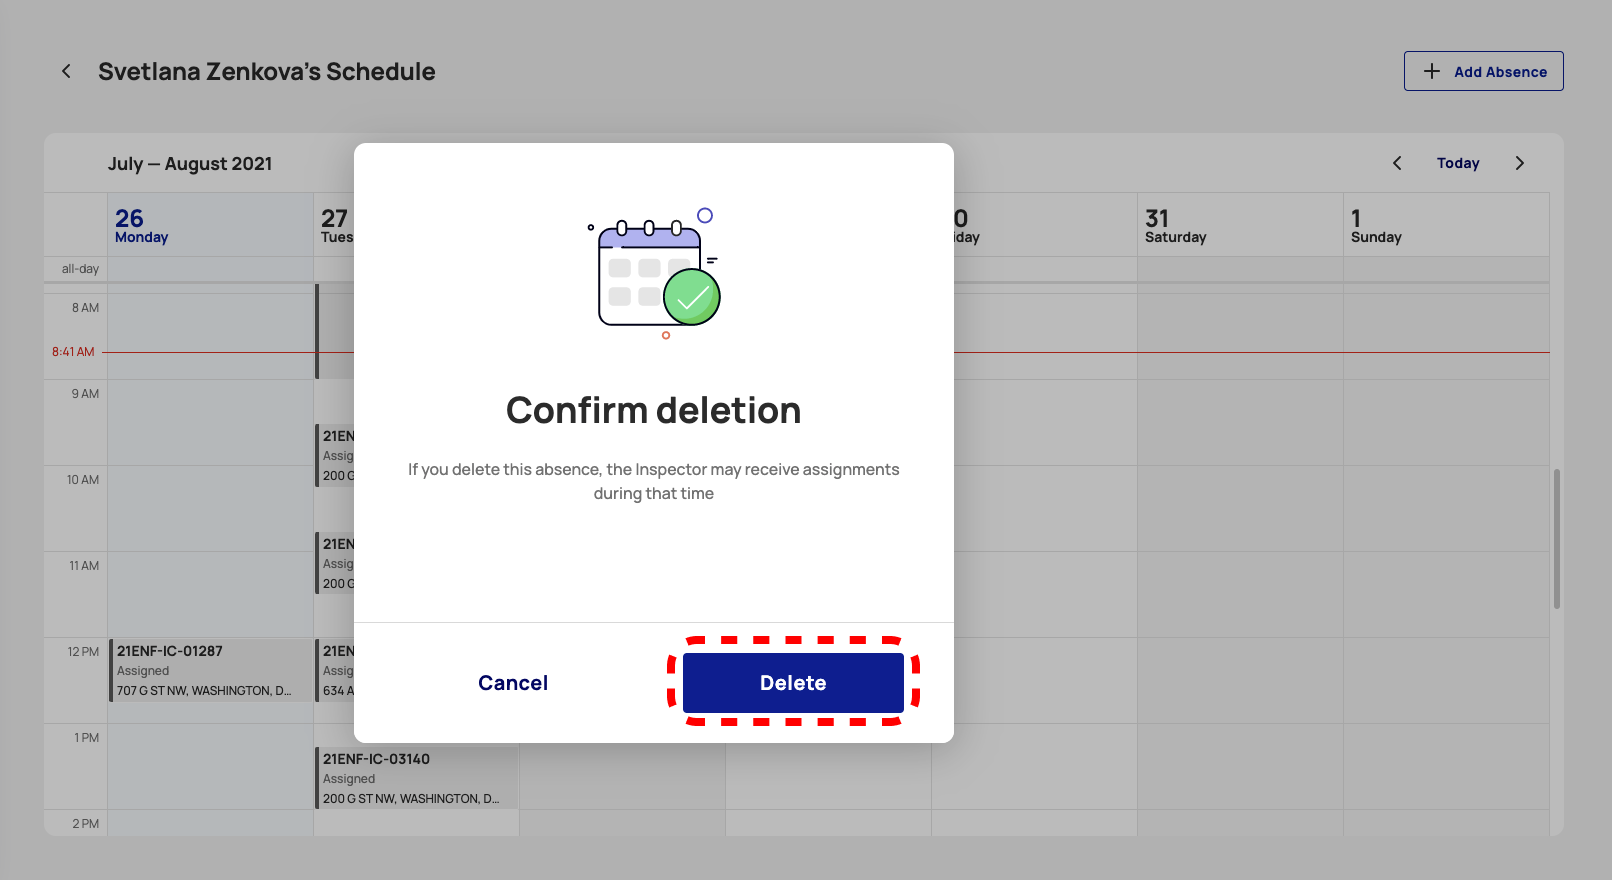 Svetlana Zenkova's Schedule
Add Absence
July — August 2021
Today
26
Monday
27
Tues
0
iday
31
Saturday
1
Sunday
all-day
8 AM
8:41 AM
9 AM
10 AM
11 AM
12 PM
1 PM
2 PM
21ENF-IC-01287
Assigned
707 G ST NW, WASHINGTON, D...
21EN
Assig
200 G
21EN
Assig
200 G
21EN
Assig
634 A
21ENF-IC-03140
Assigned
200 G ST NW, WASHINGTON, D...
Confirm deletion
If you delete this absence, the Inspector may receive assignments
during that time
Cancel
Delete